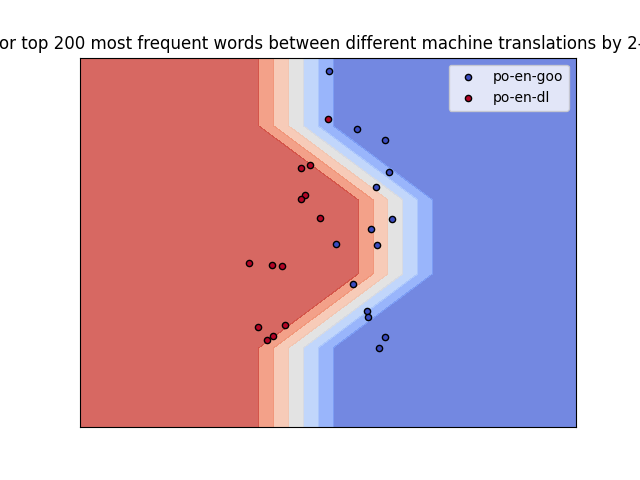 or top 200 most frequent words between different machine translations by 2-
po-en-goo
po-en-dl